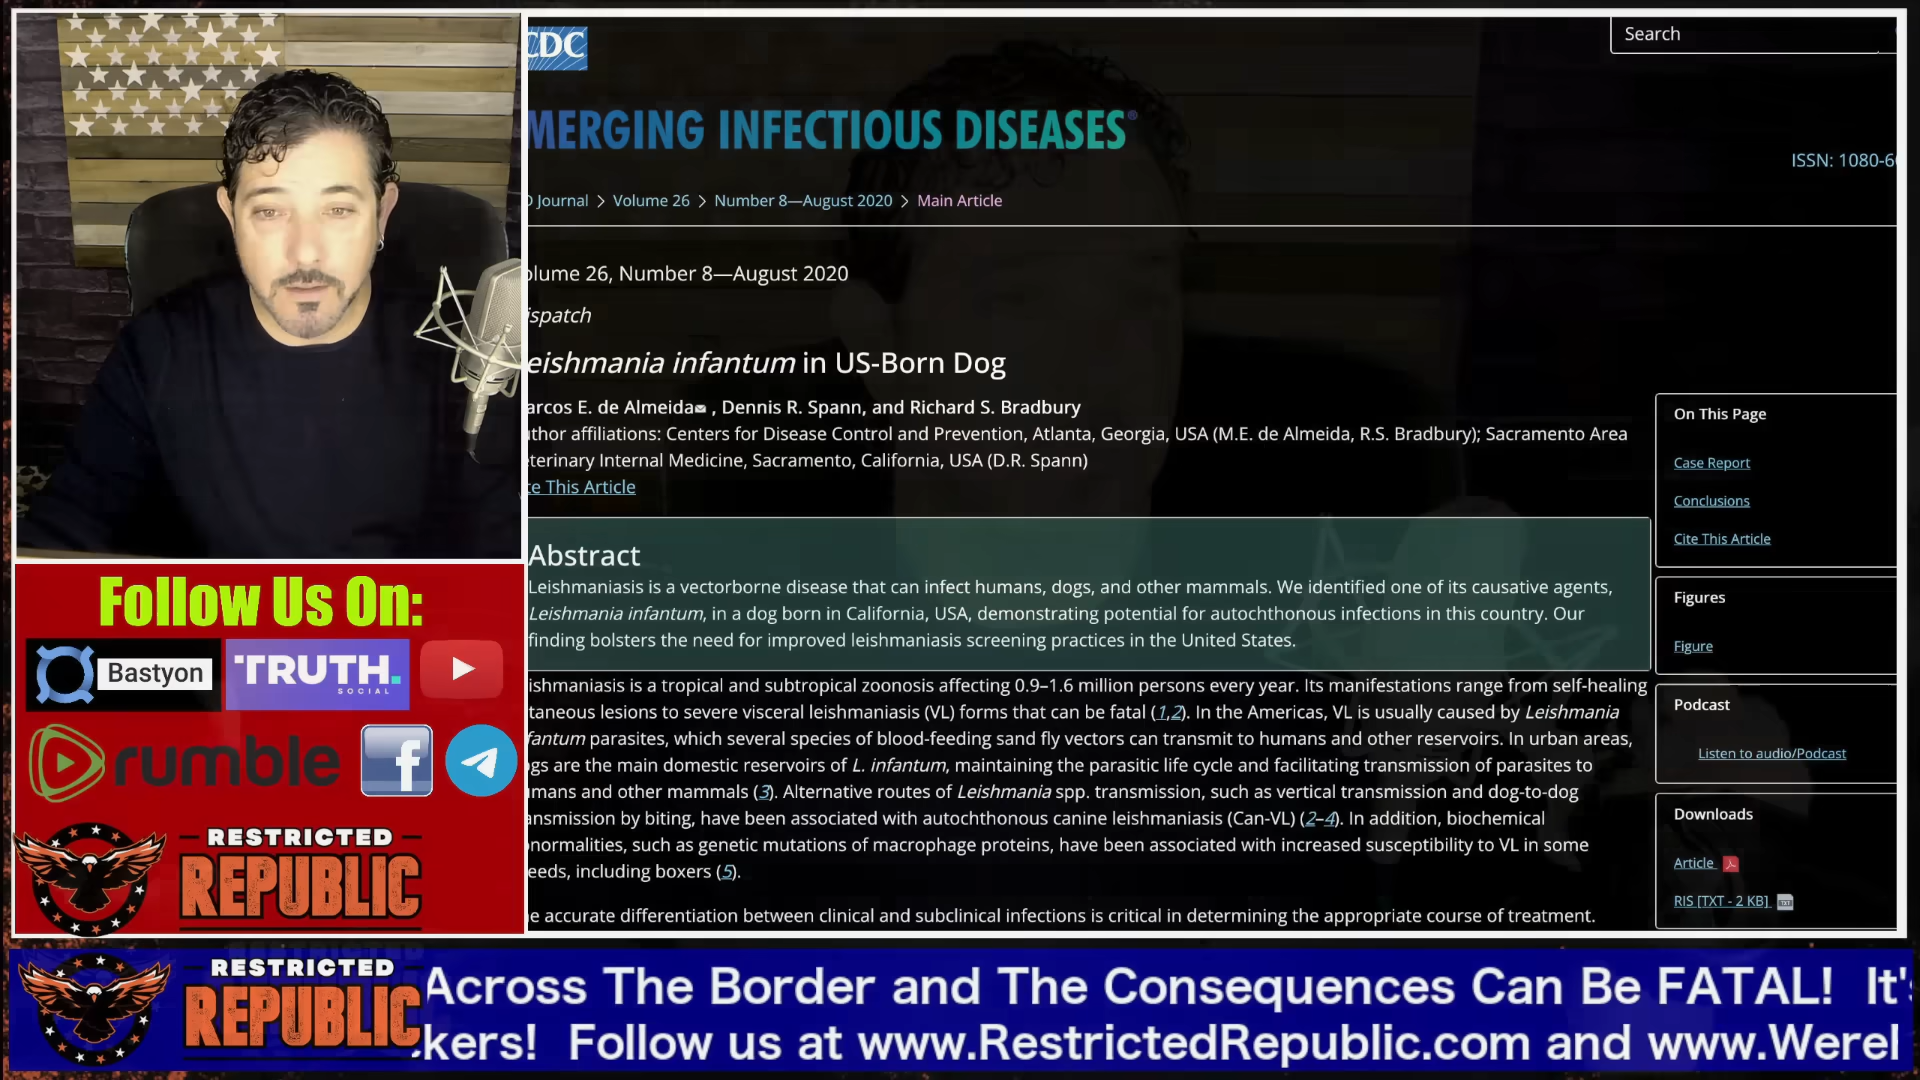 CDC
Search
MERGING INFECTIOUS DISEASES®
ISSN: 1080-6
Journal > Volume 26 > Number 8—August 2020 > Main Article
lume 26, Number 8—August 2020
ispatch
eishmania infantum in US-Born Dog
arcos E. de Almeida, Dennis R. Spann, and Richard S. Bradbury
thor affiliations: Centers for Disease Control and Prevention, Atlanta, Georgia, USA (M.E. de Almeida, R.S. Bradbury); Sacramento Area
terinary Internal Medicine, Sacramento, California, USA (D.R. Spann)
te This Article
Abstract
Leishmaniasis is a vectorborne disease that can infect humans, dogs, and other mammals. We identified one of its causative agents,
Leishmania infantum, in a dog born in California, USA, demonstrating potential for autochthonous infections in this country. Our
finding bolsters the need for improved leishmaniasis screening practices in the United States.
ishmaniasis is a tropical and subtropical zoonosis affecting 0.9–1.6 million persons every year. Its manifestations range from self-healing
taneous lesions to severe visceral leishmaniasis (VL) forms that can be fatal (1,2). In the Americas, VL is usually caused by Leishmania
fantum parasites, which several species of blood-feeding sand fly vectors can transmit to humans and other reservoirs. In urban areas,
gs are the main domestic reservoirs of L. infantum, maintaining the parasitic life cycle and facilitating transmission of parasites to
mans and other mammals (3). Alternative routes of Leishmania spp. transmission, such as vertical transmission and dog-to-dog
ansmission by biting, have been associated with autochthonous canine leishmaniasis (Can-VL) (2–4). In addition, biochemical
normalities, such as genetic mutations of macrophage proteins, have been associated with increased susceptibility to VL in some
eeds, including boxers (5).
e accurate differentiation between clinical and subclinical infections is critical in determining the appropriate course of treatment.
On This Page
Case Report
Conclusions
Cite This Article
Figures
Figure
Podcast
Listen to audio/Podcast
Downloads
Article
RIS [TXT - 2 KB]
Follow Us On:
Bastyon
TRUTH.
SOCIAL
rumble
f
RESTRICTED
REPUBLIC
RESTRICTED
REPUBLIC
Across The Border and The Consequences Can Be FATAL! It's
kers! Follow us at www.RestrictedRepublic.com and www.Werel